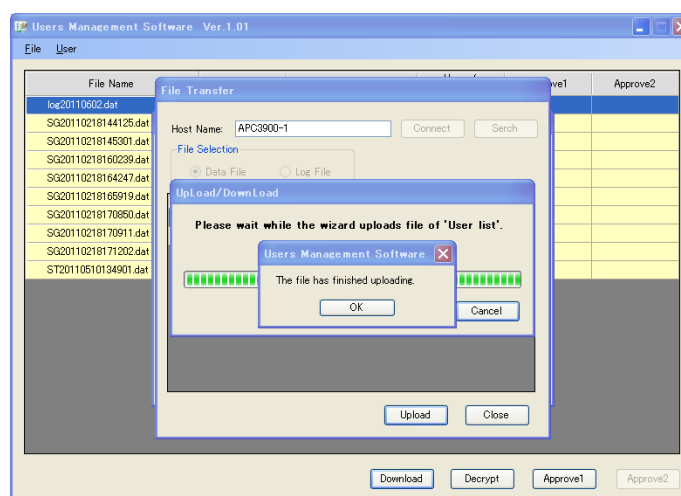 Users Management Software Ver.1.01
File User
File Name
ve1
Approve2
log20110602.dat
SG20110218144125.dat
SG20110218145301.dat
SG20110218160239.dat
SG20110218164247.dat
SG20110218165919.dat
SG20110218170850.dat
SG20110218170911.dat
SG20110218171202.dat
ST20110510134901.dat
File Transfer
Host Name: APC3900-1 Connect Serch
File Selection
Data File Log File
UpLoad/DownLoad
Please wait while the wizard uploads file of 'User list'.
Users Management Software
The file has finished uploading.
OK
Cancel
Upload Close
Download Decrypt Approve1 Approve2